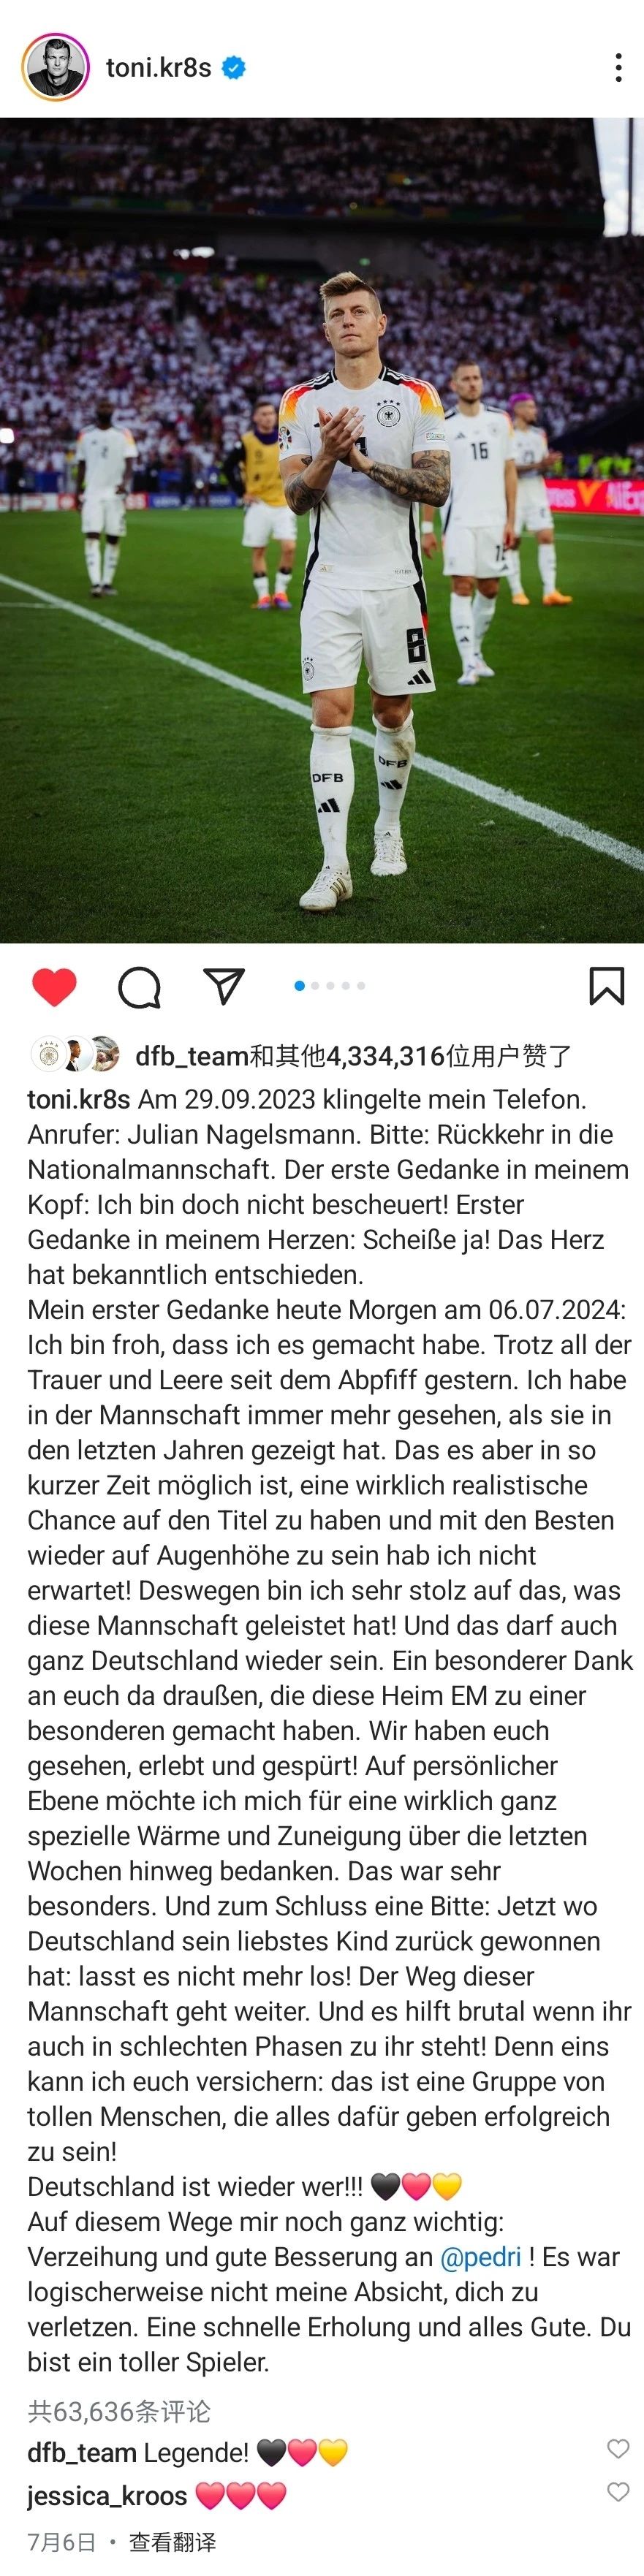 toni.kr8s
16
8
DFB
DFB
dfb_team和其他4,334,316位用户赞了
toni.kr8s Am 29.09.2023 klingelte mein Telefon.
Anrufer: Julian Nagelsmann. Bitte: Rückkehr in die
Nationalmannschaft. Der erste Gedanke in meinem
Kopf: Ich bin doch nicht bescheuert! Erster
Gedanke in meinem Herzen: Scheiße ja! Das Herz
hat bekanntlich entschieden.
Mein erster Gedanke heute Morgen am 06.07.2024:
Ich bin froh, dass ich es gemacht habe. Trotz all der
Trauer und Leere seit dem Abpfiff gestern. Ich habe
in der Mannschaft immer mehr gesehen, als sie in
den letzten Jahren gezeigt hat. Das es aber in so
kurzer Zeit möglich ist, eine wirklich realistische
Chance auf den Titel zu haben und mit den Besten
wieder auf Augenhöhe zu sein hab ich nicht
erwartet! Deswegen bin ich sehr stolz auf das, was
diese Mannschaft geleistet hat! Und das darf auch
ganz Deutschland wieder sein. Ein besonderer Dank
an euch da draußen, die diese Heim EM zu einer
besonderen gemacht haben. Wir haben euch
gesehen, erlebt und gespürt! Auf persönlicher
Ebene möchte ich mich für eine wirklich ganz
spezielle Wärme und Zuneigung über die letzten
Wochen hinweg bedanken. Das war sehr
besonders. Und zum Schluss eine Bitte: Jetzt wo
Deutschland sein liebstes Kind zurück gewonnen
hat: lasst es nicht mehr los! Der Weg dieser
Mannschaft geht weiter. Und es hilft brutal wenn ihr
auch in schlechten Phasen zu ihr steht! Denn eins
kann ich euch versichern: das ist eine Gruppe von
tollen Menschen, die alles dafür geben erfolgreich
zu sein!
Deutschland ist wieder wer!!! 🖤❤️💛
Auf diesem Wege mir noch ganz wichtig:
Verzeihung und gute Besserung an @pedri ! Es war
logischerweise nicht meine Absicht, dich zu
verletzen. Eine schnelle Erholung und alles Gute. Du
bist ein toller Spieler.
共63,636条评论
dfb_team Legende! 🖤❤️💛
jessica_kroos ❤️❤️❤️
7月6日 • 查看翻译